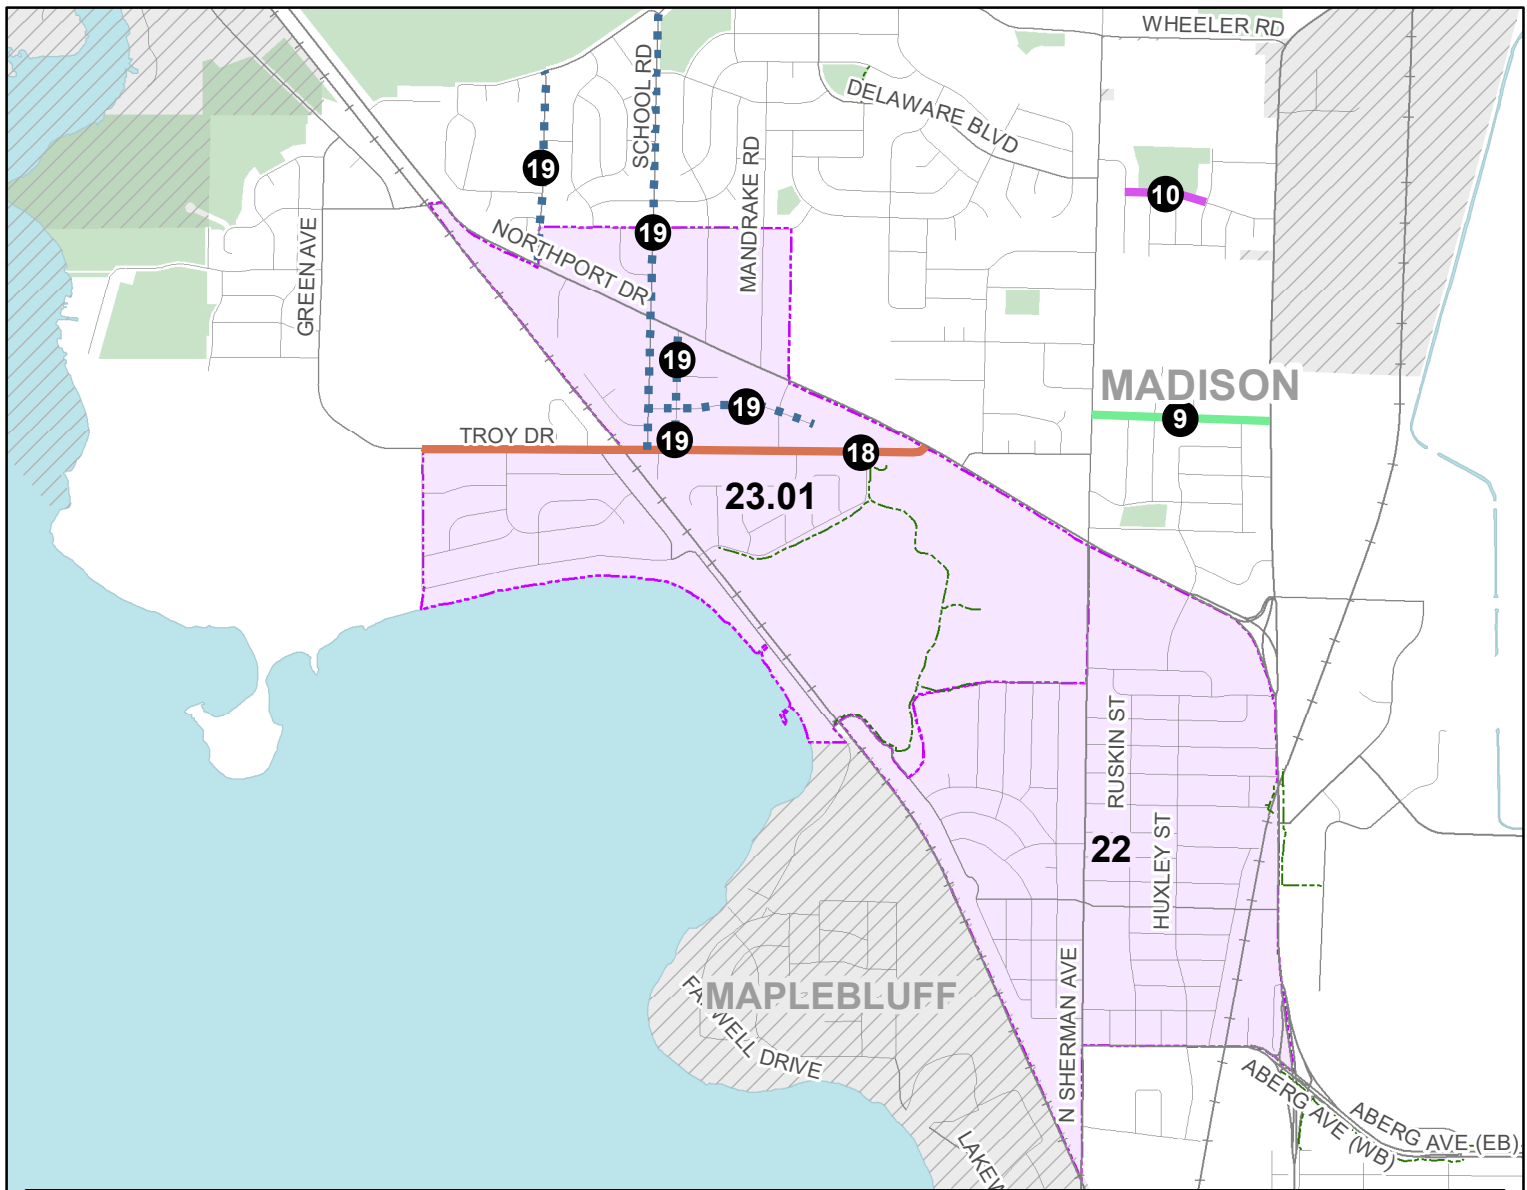 WHEELER RD
SCHOOL RD
DELAWARE BLVD
MANDRAKE RD
19
10
GREEN AVE
NORTHPORT DR
19
19
MADISON
19
9
TROY DR
19
18
23.01
RUSKIN ST
22
HUXLEY ST
MAPLEBLUFF
N SHERMAN AVE
WELL DRIVE
ABERG AVE (WB)
ABERG AVE (EB)